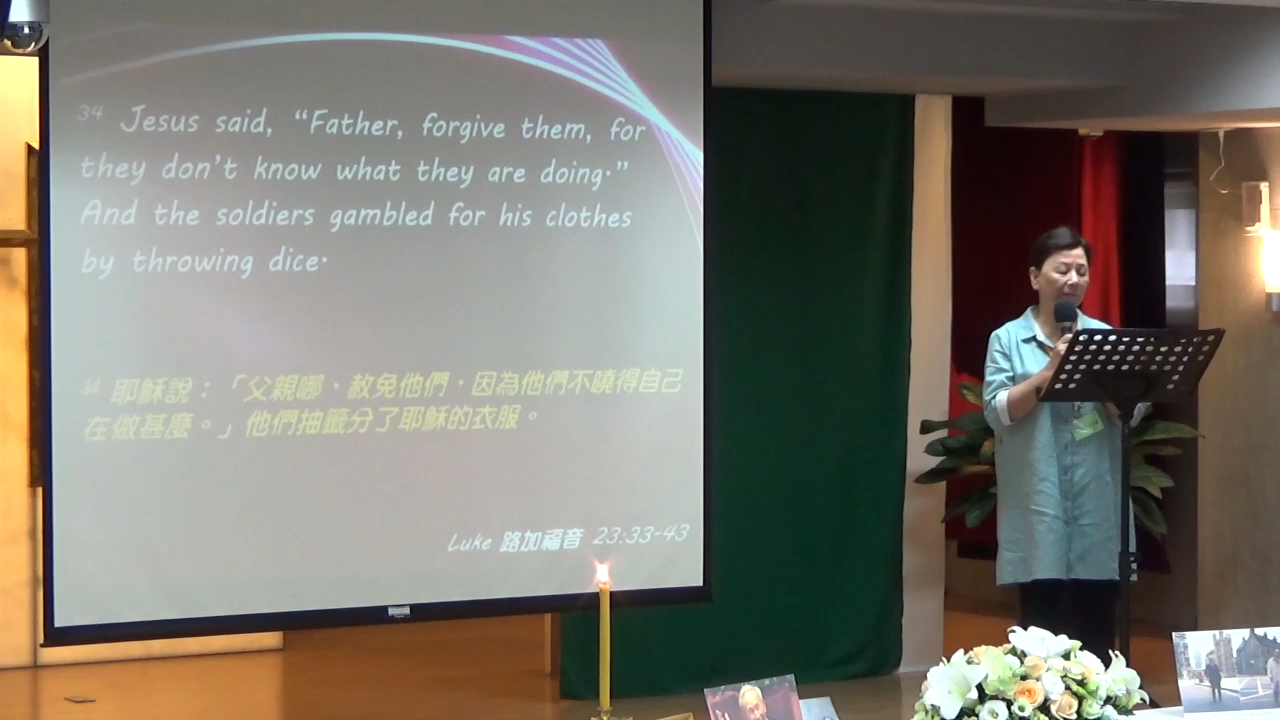 34 Jesus said, “Father, forgive them, for
they don’t know what they are doing.”
And the soldiers gambled for his clothes
by throwing dice.
34 耶穌說：「父親哪，赦免他們，因為他們不曉得自己
在做甚麼。」他們抽籤分了耶穌的衣服。
Luke 路加福音 23:33-43